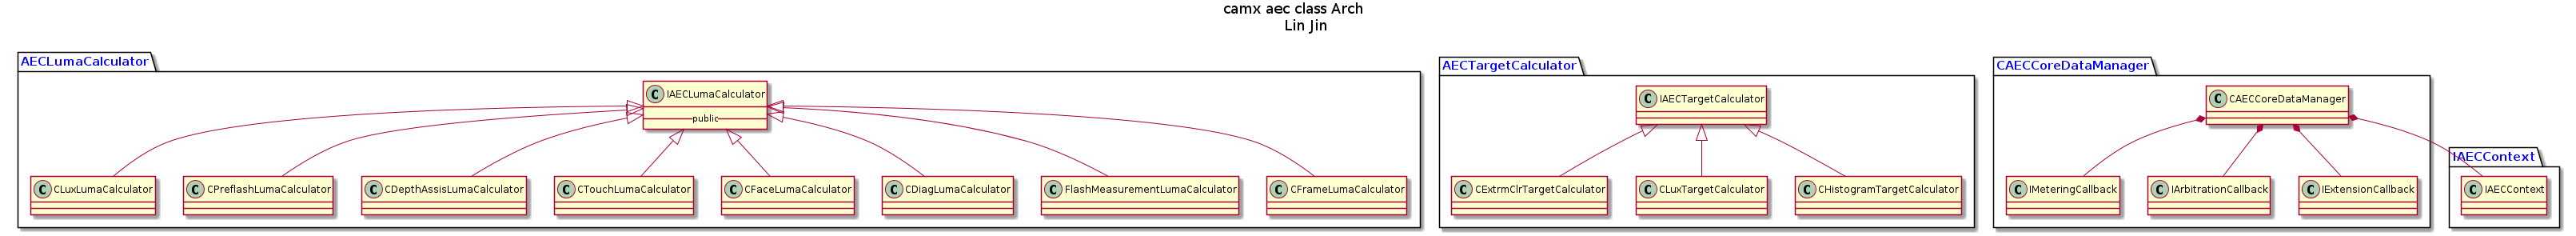 camx aec class Arch
Lin Jin
AECLumaCalculator
C IAECLumaCalculator
public
C CLuxLumaCalculator
C CPreflashLumaCalculator
C CDepthAssisLumaCalculator
C CTouchLumaCalculator
C CFaceLumaCalculator
C CDiagLumaCalculator
C FlashMeasurementLumaCalculator
C CFrameLumaCalculator
AECTargetCalculator
C IAECTargetCalculator
C CExtrmClrTargetCalculator
C CLuxTargetCalculator
C CHistogramTargetCalculator
CAECCoreDataManager
C CAECCoreDataManager
C IMeteringCallback
C IArbitrationCallback
C IExtensionCallback
IAECContext
C IAECContext